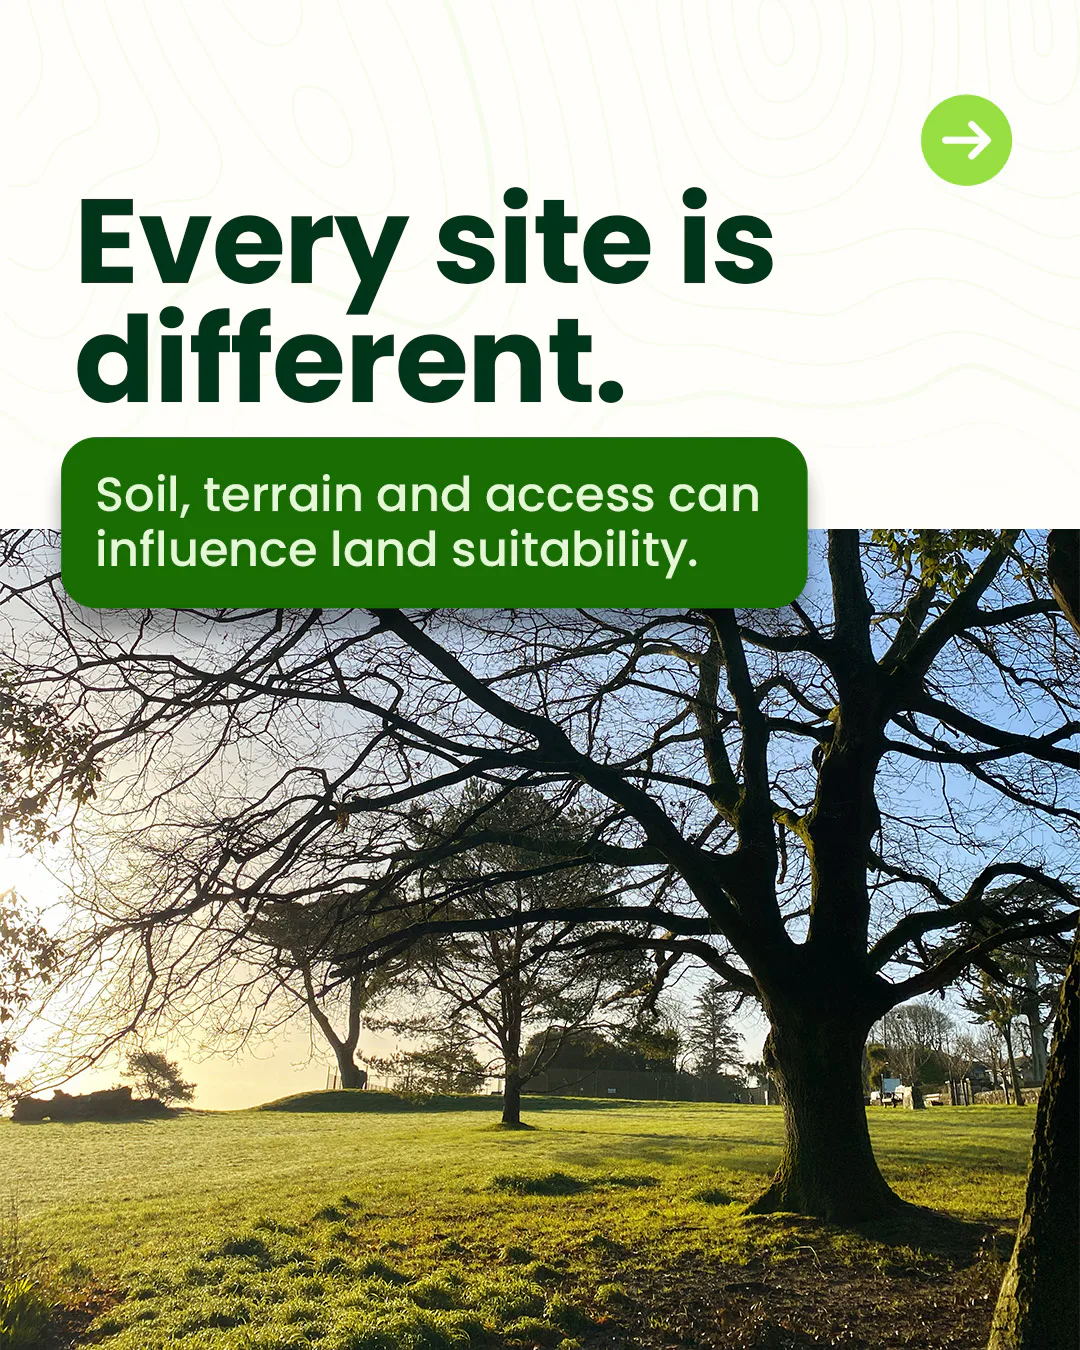 Every site is
different.
Soil, terrain and access can
influence land suitability.